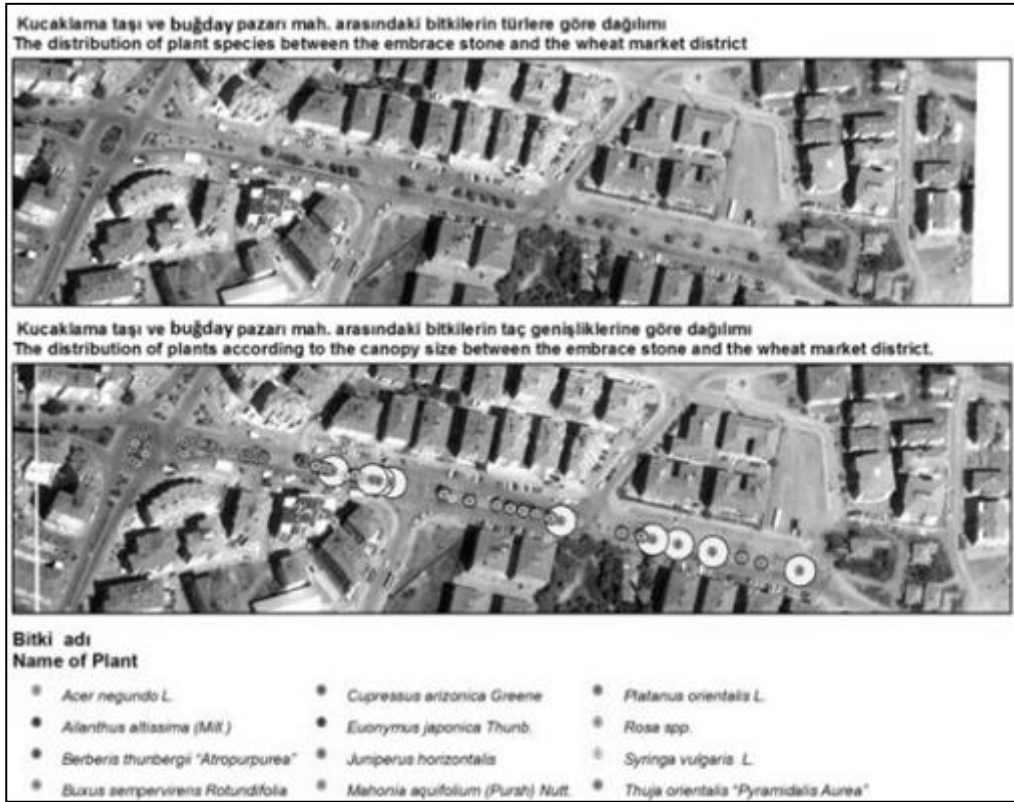 Kucaklama taşı ve buğday pazarı mah. arasındaki bitkilerin türlere göre dağılımı
The distribution of plant species between the embrace stone and the wheat market district
Kucaklama taşı ve buğday pazarı mah. arasındaki bitkilerin taç genişliklerine göre dağılımı
The distribution of plants according to the canopy size between the embrace stone and the wheat market district.
Bitki adı
Name of Plant
Acer negundo L.
Ailanthus altissima (Mill.)
Berberis thunbergii "Atropurpurea"
Buxus sempervirens Rotundifolia
Cupressus arizonica Greene
Euonymus japonica Thunb.
Juniperus horizontalis
Mahonia aquifolium (Pursh) Nutt.
Platanus orientalis L.
Rosa spp.
Syringa vulgaris L.
Thuja orientalis "Pyramidalis Aurea"